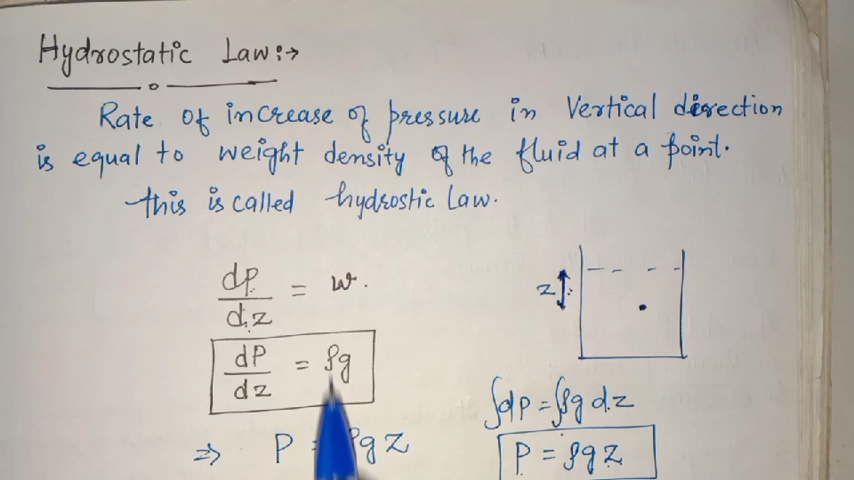 Hydrostatic Law:→
Rate of increase of pressure in Vertical direction
is equal to weight density of the fluid at a point.
this is called hydrostic Law.
dp/dz = w.
dP/dz = ρg
⇒ P = ρgz
z
∫dp = ∫ρg dz
P = ρgz